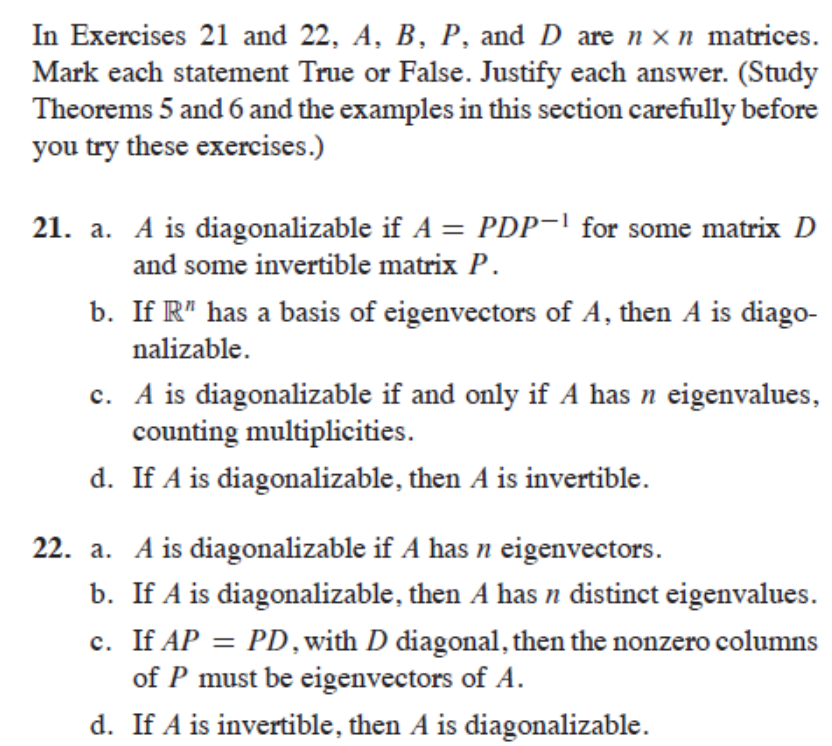 In Exercises 21 and 22, A, B, P, and D are n × n matrices.
Mark each statement True or False. Justify each answer. (Study
Theorems 5 and 6 and the examples in this section carefully before
you try these exercises.)
21. a. A is diagonalizable if A = PDP⁻¹ for some matrix D
and some invertible matrix P.
b. If ℝⁿ has a basis of eigenvectors of A, then A is diago-
nalizable.
c. A is diagonalizable if and only if A has n eigenvalues,
counting multiplicities.
d. If A is diagonalizable, then A is invertible.
22. a. A is diagonalizable if A has n eigenvectors.
b. If A is diagonalizable, then A has n distinct eigenvalues.
c. If AP = PD, with D diagonal, then the nonzero columns
of P must be eigenvectors of A.
d. If A is invertible, then A is diagonalizable.